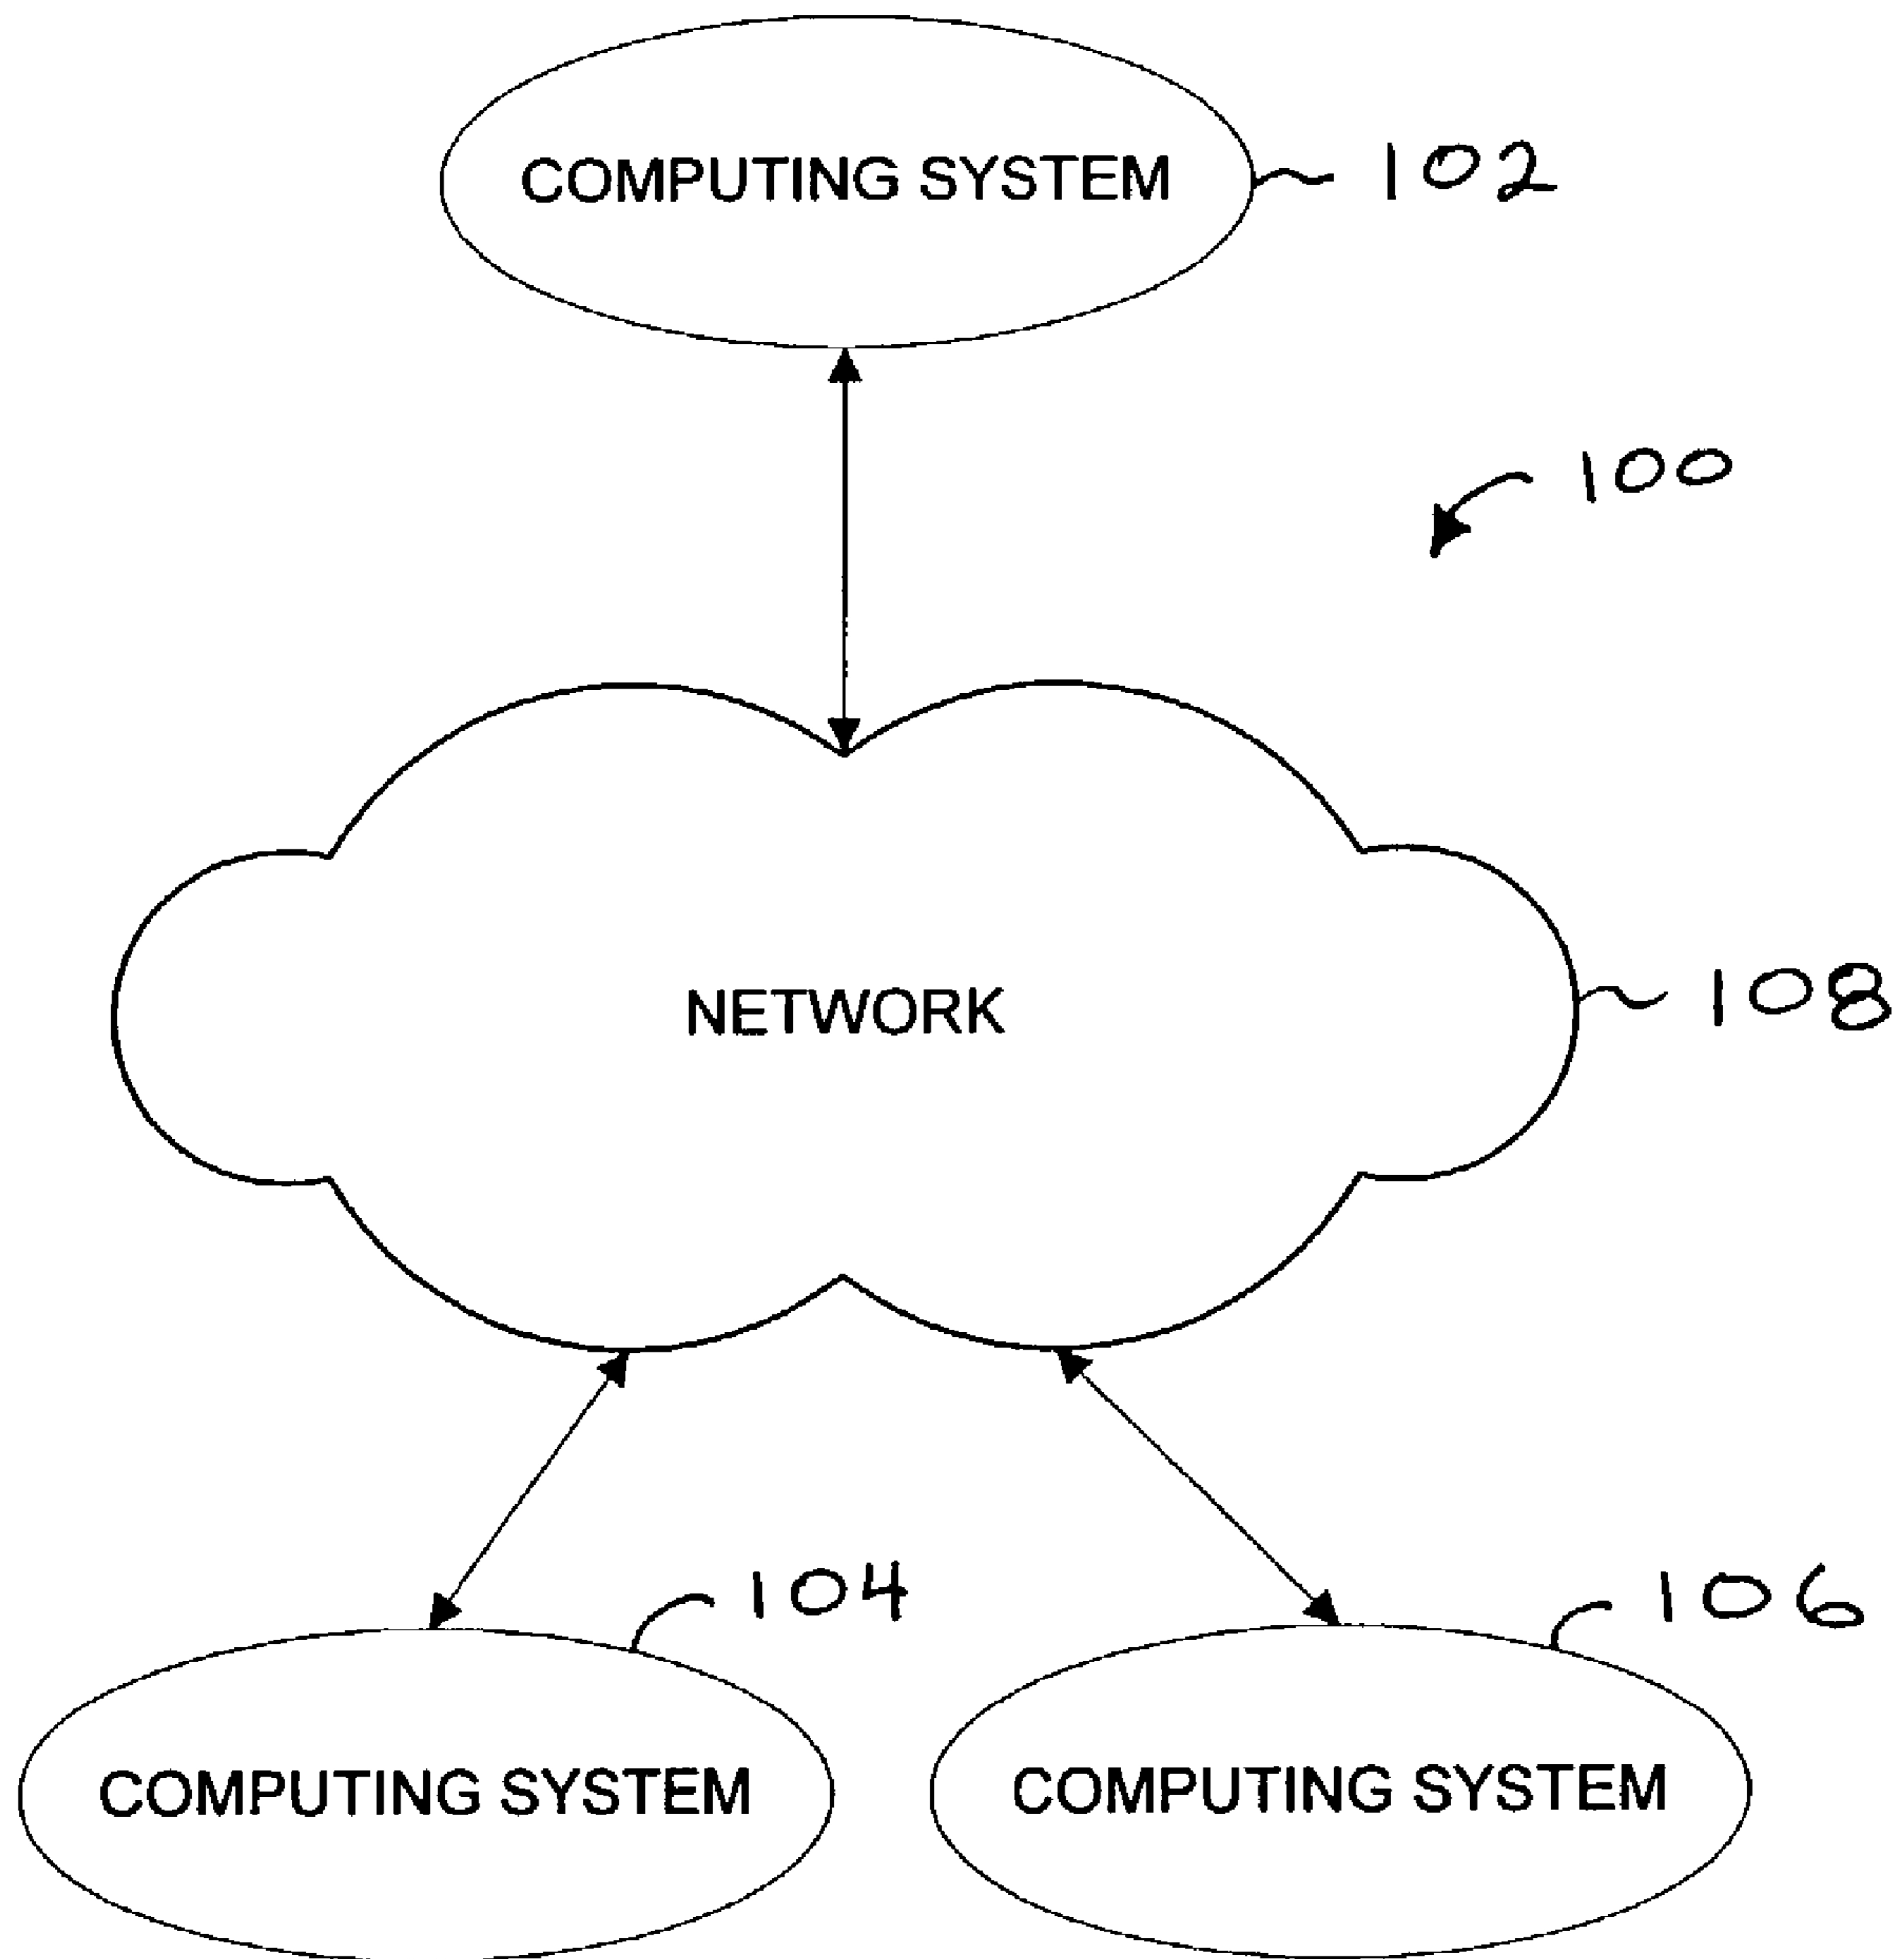 COMPUTING SYSTEM 102
100
NETWORK 108
104
106
COMPUTING SYSTEM
COMPUTING SYSTEM